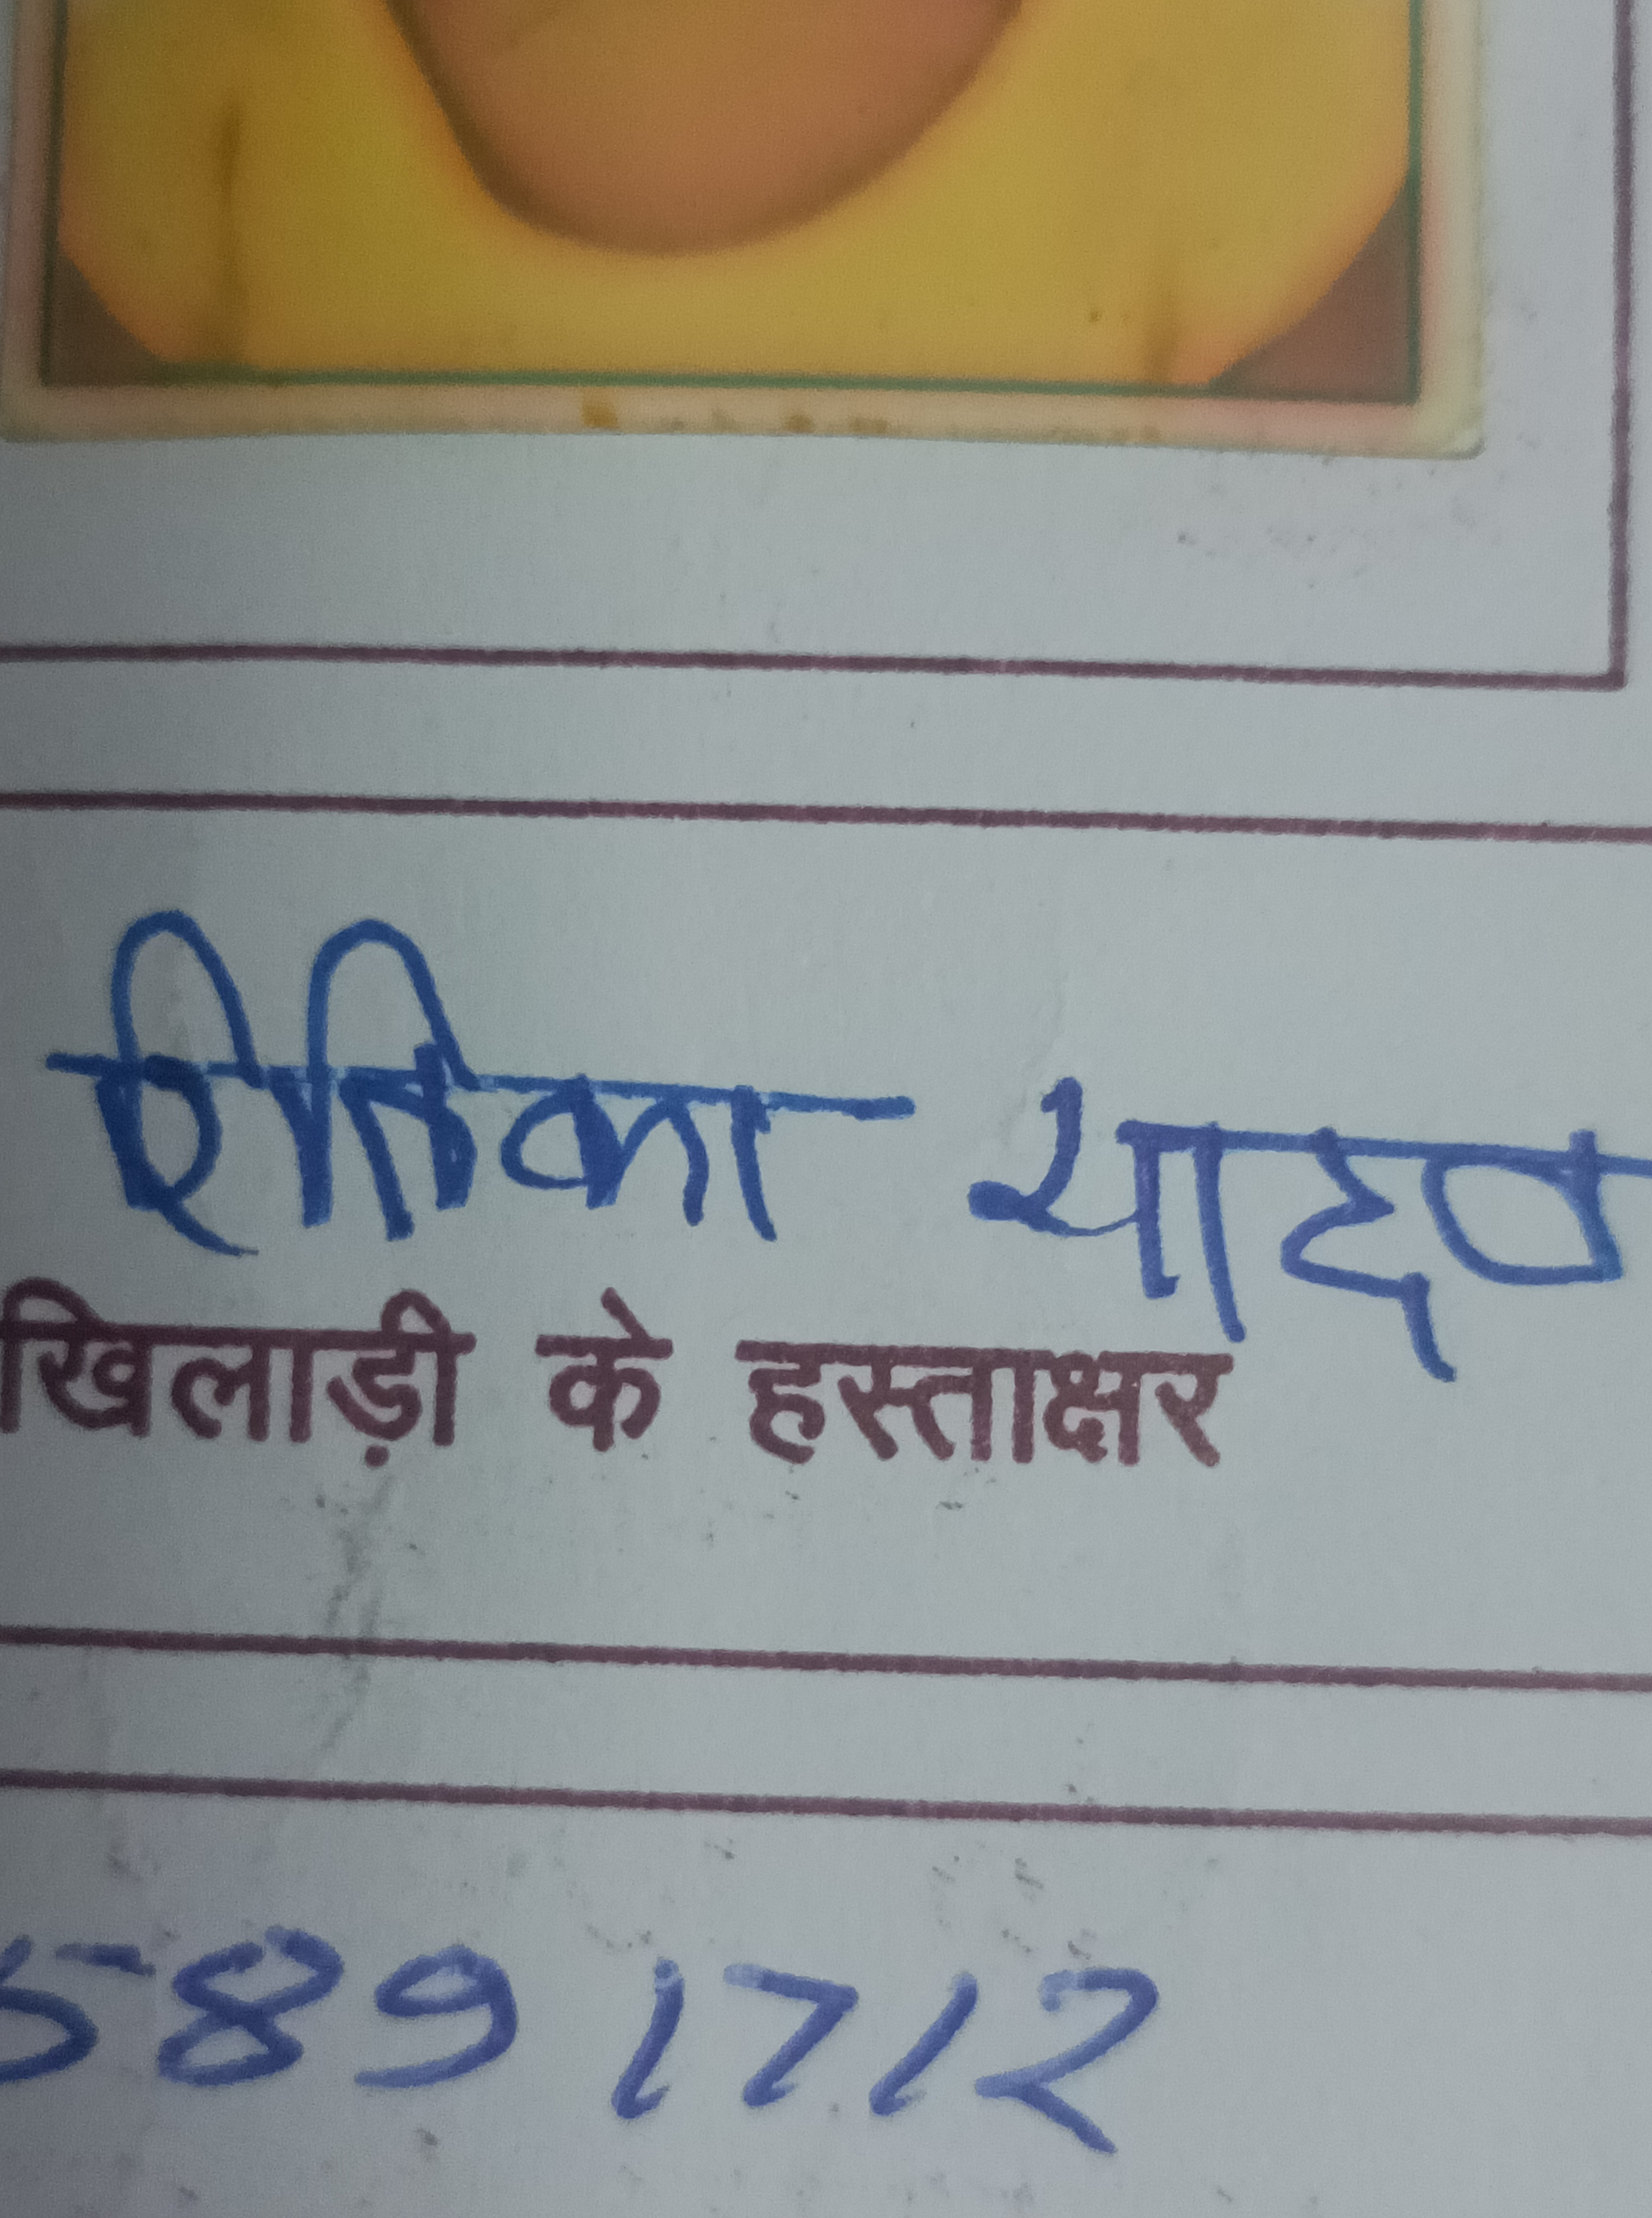 रितिका यादव
खिलाड़ी के हस्ताक्षर
5891712